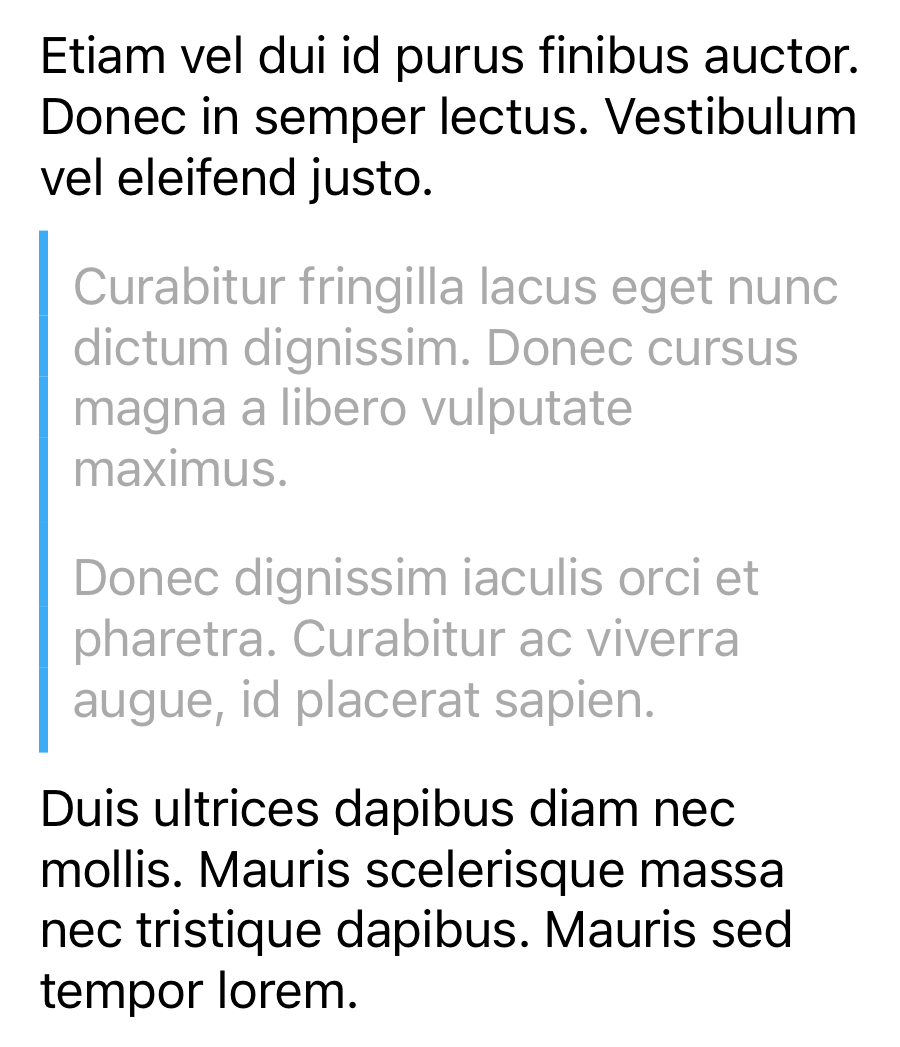 Etiam vel dui id purus finibus auctor.
Donec in semper lectus. Vestibulum
vel eleifend justo.
Curabitur fringilla lacus eget nunc
dictum dignissim. Donec cursus
magna a libero vulputate
maximus.
Donec dignissim iaculis orci et
pharetra. Curabitur ac viverra
augue, id placerat sapien.
Duis ultrices dapibus diam nec
mollis. Mauris scelerisque massa
nec tristique dapibus. Mauris sed
tempor lorem.